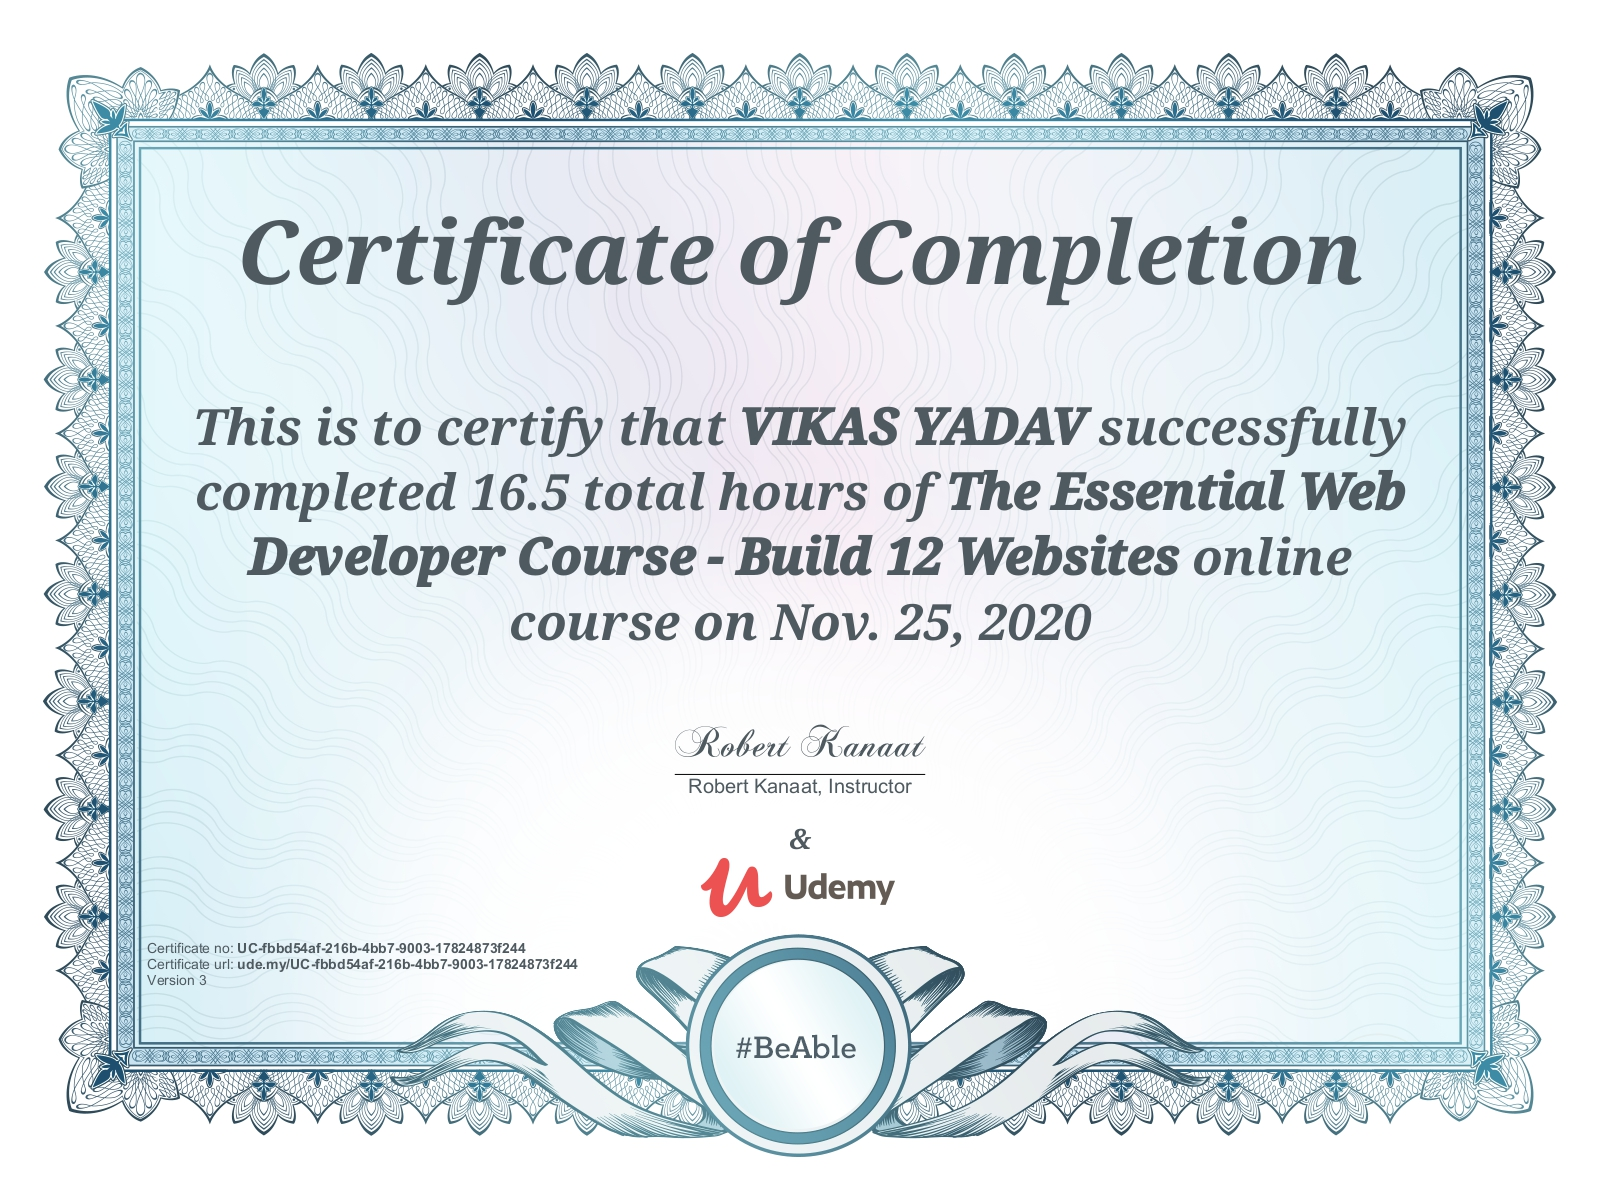 Certificate of Completion
This is to certify that VIKAS YADAV successfully
completed 16.5 total hours of The Essential Web
Developer Course - Build 12 Websites online
course on Nov. 25, 2020
Robert Kanaat
Robert Kanaat, Instructor
&
Udemy
Certificate no: UC-fbbd54af-216b-4bb7-9003-17824873f244
Certificate url: ude.my/UC-fbbd54af-216b-4bb7-9003-17824873f244
Version 3
#BeAble